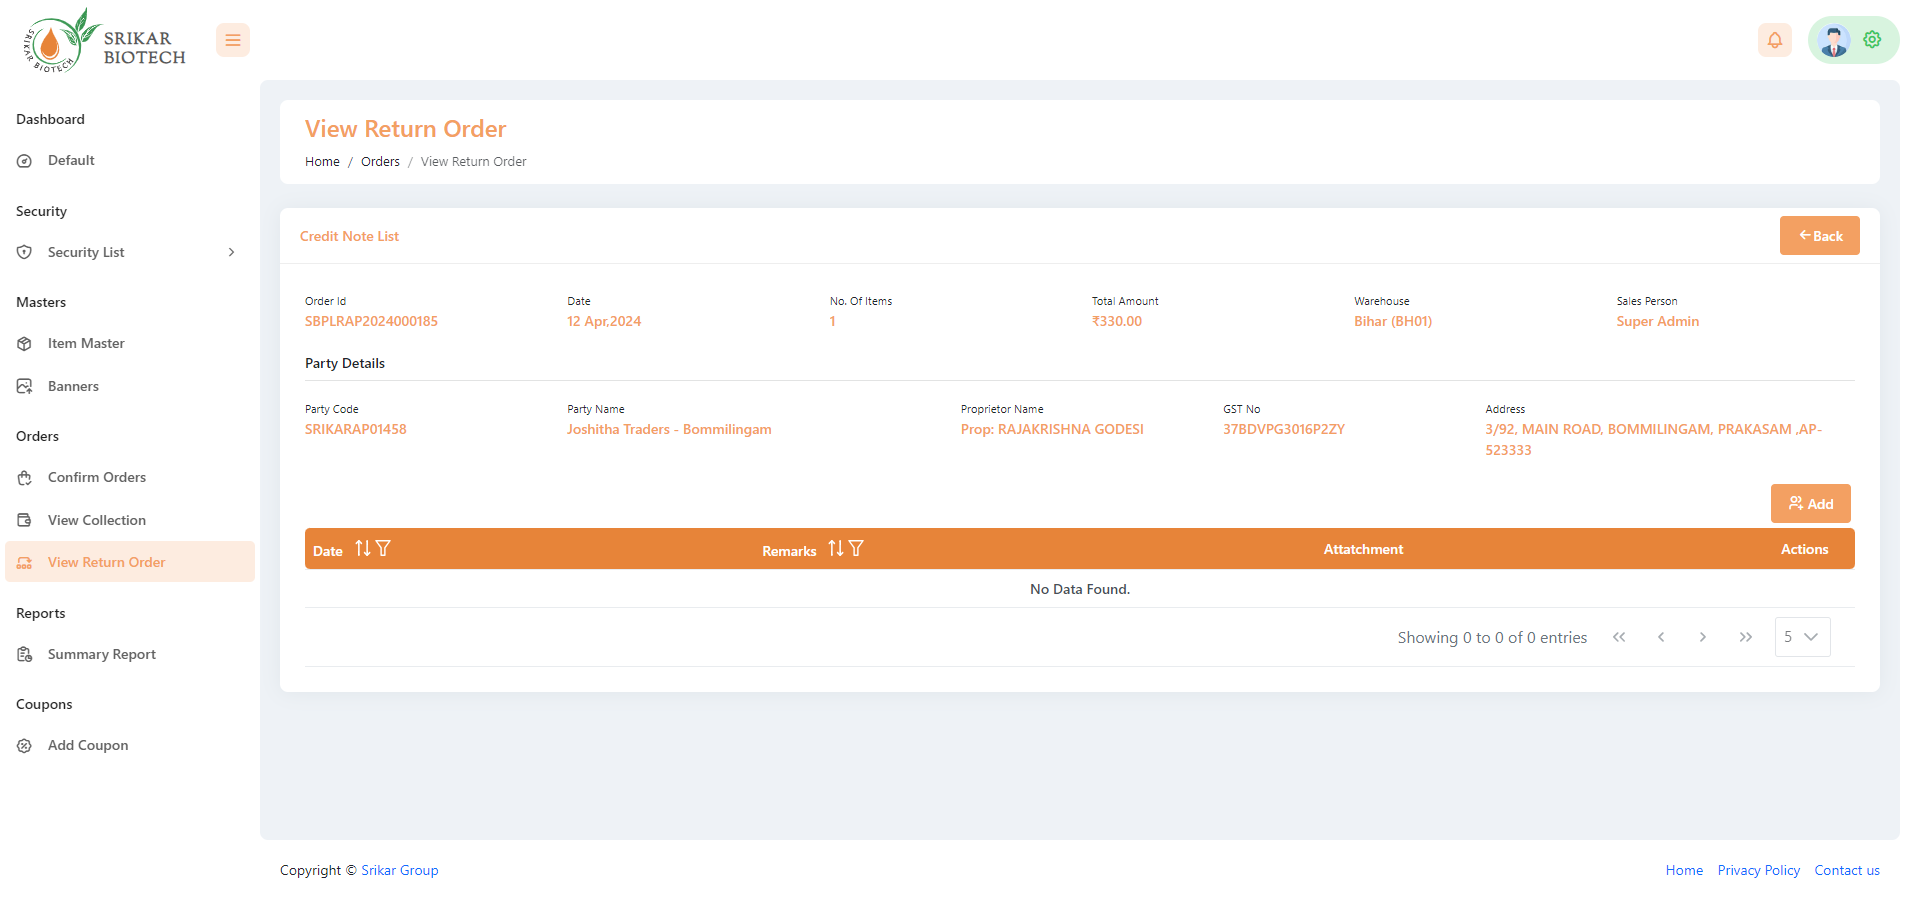 SRIKAR BIOTECH
SRIKAR
BIOTECH
Dashboard
Default
Security
Security List
Masters
Item Master
Banners
Orders
Confirm Orders
View Collection
View Return Order
Reports
Summary Report
Coupons
Add Coupon
View Return Order
Home / Orders / View Return Order
Credit Note List
Back
Order Id Date No. Of Items Total Amount Warehouse Sales Person
SBPLRAP2024000185 12 Apr,2024 1 ₹330.00 Bihar (BH01) Super Admin
Party Details
Party Code Party Name Proprietor Name GST No Address
SRIKARAP01458 Joshitha Traders - Bommilingam Prop: RAJAKRISHNA GODESI 37BDVPG3016P2ZY 3/92, MAIN ROAD, BOMMILINGAM, PRAKASAM ,AP-
523333
Add
Date Remarks Attatchment Actions
No Data Found.
Showing 0 to 0 of 0 entries 5
Copyright © Srikar Group Home Privacy Policy Contact us